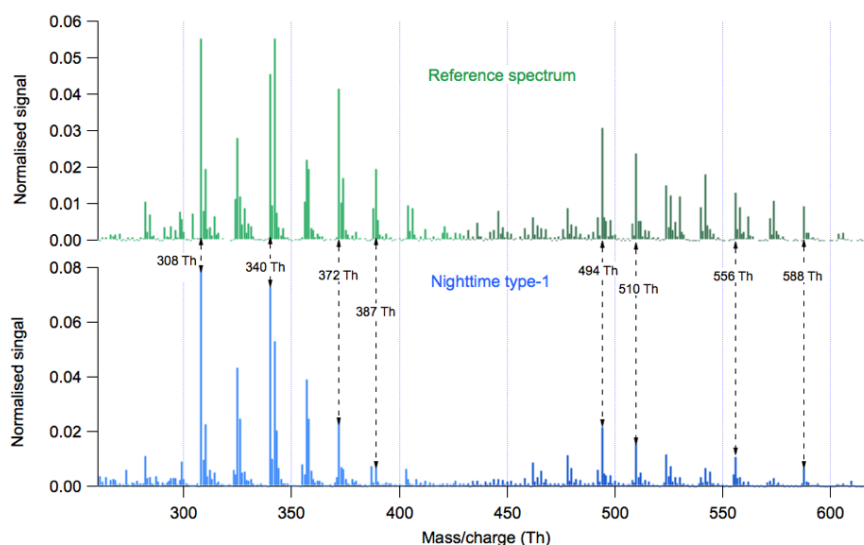 0.06
0.05
0.04
0.03
0.02
0.01
0.00
Normalised signal
Reference spectrum
308 Th
340 Th
372 Th
387 Th
494 Th
510 Th
556 Th
588 Th
0.08
0.06
0.04
0.02
0.00
Normalised singal
Nighttime type-1
300
350
400
450
500
550
600
Mass/charge (Th)